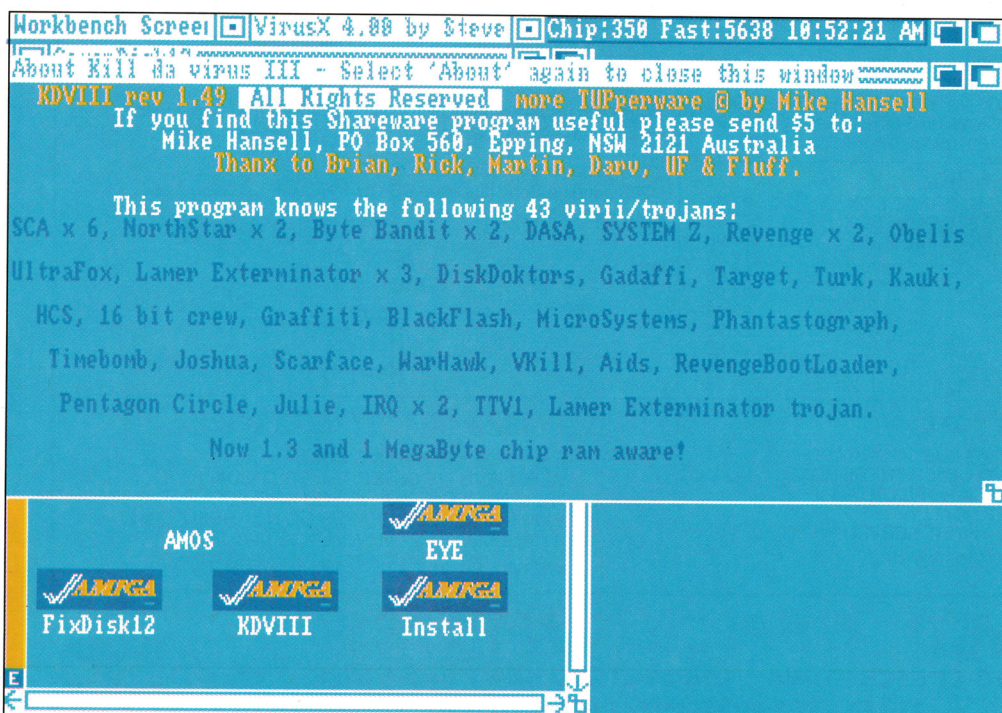 Workbench Screen VirusX 4.00 by Steve Chip:350 Fast:5638 10:52:21 AM
About Kill da virus III - Select 'About' again to close this window
KDVIII rev 1.49 All Rights Reserved more TUPperware © by Mike Hansell
If you find this Shareware program useful please send $5 to:
Mike Hansell, PO Box 560, Epping, NSW 2121 Australia
Thanx to Brian, Rick, Martin, Darv, UF & Fluff.
This program knows the following 43 virii/trojans:
SCA x 6, NorthStar x 2, Byte Bandit x 2, DASA, SYSTEM Z, Revenge x 2, Obelis
UltraFox, Lamer Exterminator x 3, DiskDoktors, Gadaffi, Target, Turk, Kauki,
HCS, 16 bit crew, Graffiti, BlackFlash, MicroSystems, Phantastograph,
Timebomb, Joshua, Scarface, WarHawk, VKill, Aids, RevengeBootLoader,
Pentagon Circle, Julie, IRQ x 2, TTV1, Lamer Exterminator trojan.
Now 1.3 and 1 MegaByte chip ram aware!
AMIGA
AMOS EYE
AMIGA AMIGA AMIGA
FixDisk12 KDVIII Install
E